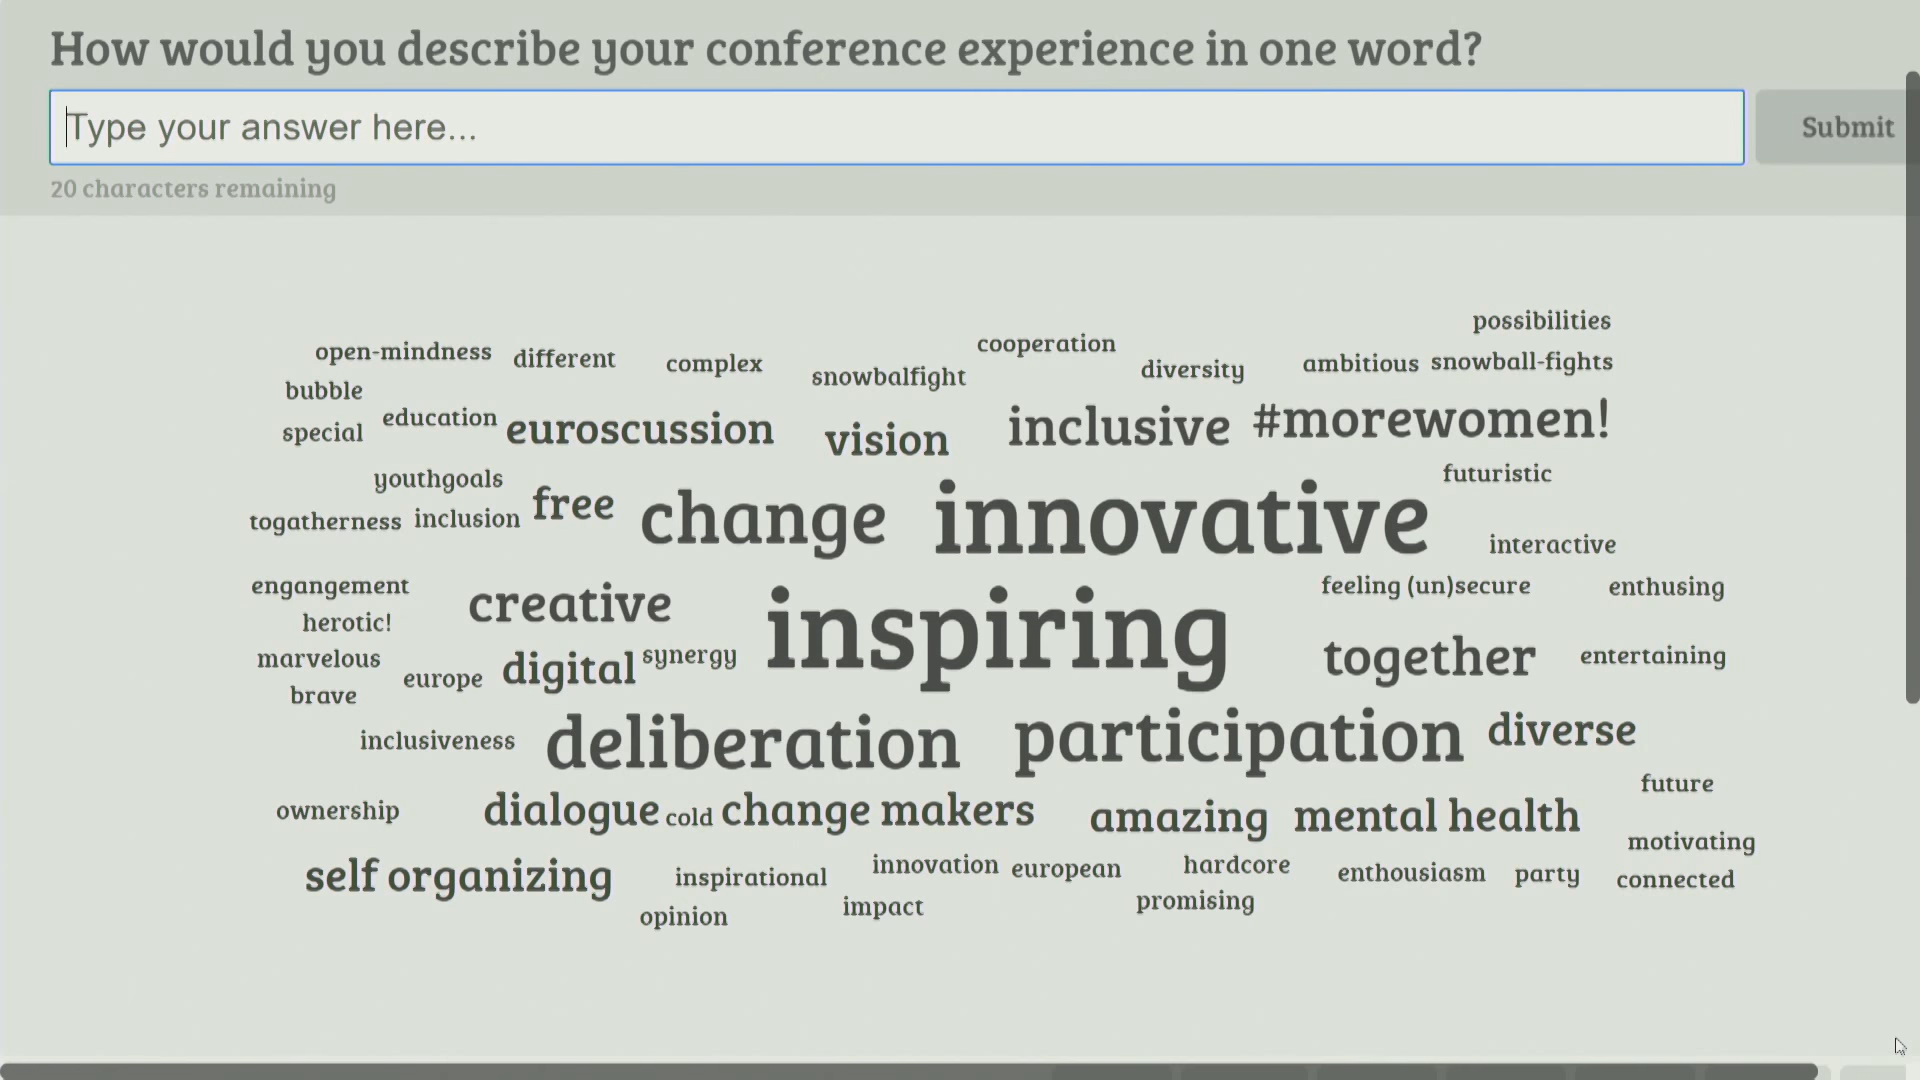 How would you describe your conference experience in one word?
Type your answer here...
Submit
20 characters remaining
possibilities
open-mindness different complex snowbalfight cooperation diversity ambitious snowball-fights
bubble
special education euroscussion vision inclusive #morewomen!
youthgoals futuristic
togatherness inclusion free change innovative
interactive
engangement creative inspiring feeling (un)secure enthusing
herotic!
marvelous europe digital synergy together entertaining
brave
inclusiveness deliberation participation diverse
future
ownership dialogue cold change makers amazing mental health
motivating
self organizing inspirational innovation european hardcore enthusiasm party connected
opinion impact promising